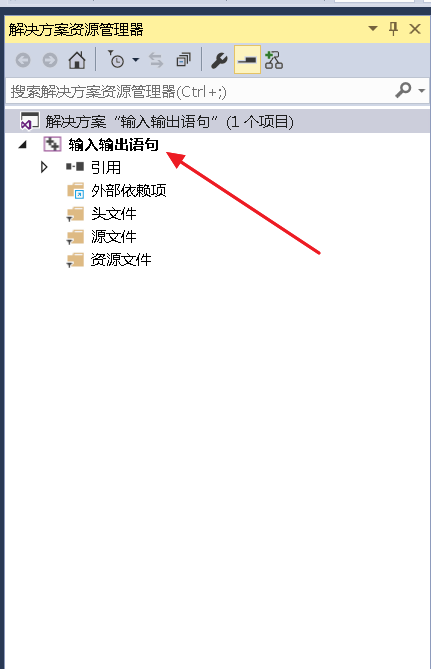 解决方案资源管理器
搜索解决方案资源管理器(Ctrl+;)
解决方案“输入输出语句”(1 个项目)
输入输出语句
引用
外部依赖项
头文件
源文件
资源文件